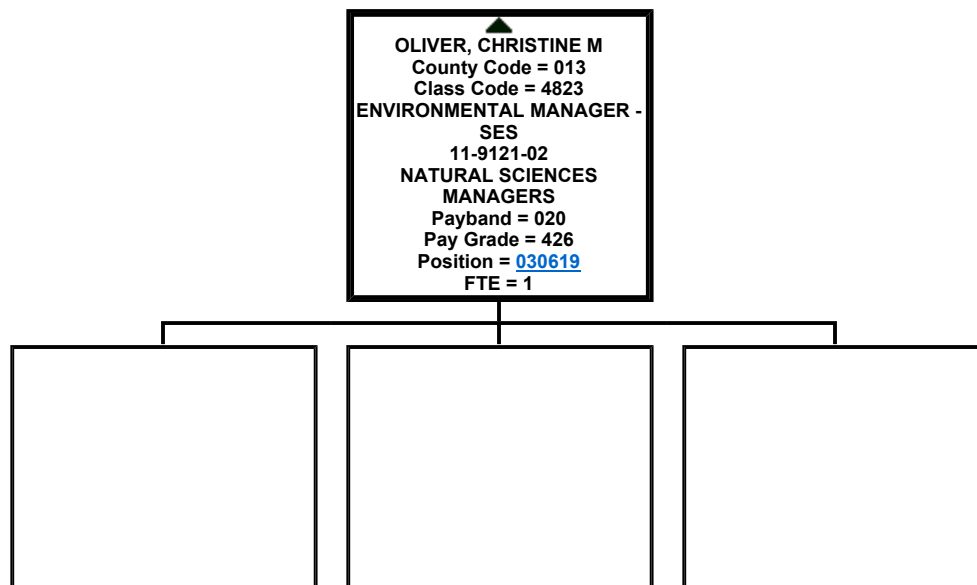 OLIVER, CHRISTINE M
County Code = 013
Class Code = 4823
ENVIRONMENTAL MANAGER -
SES
11-9121-02
NATURAL SCIENCES
MANAGERS
Payband = 020
Pay Grade = 426
Position = 030619
FTE = 1